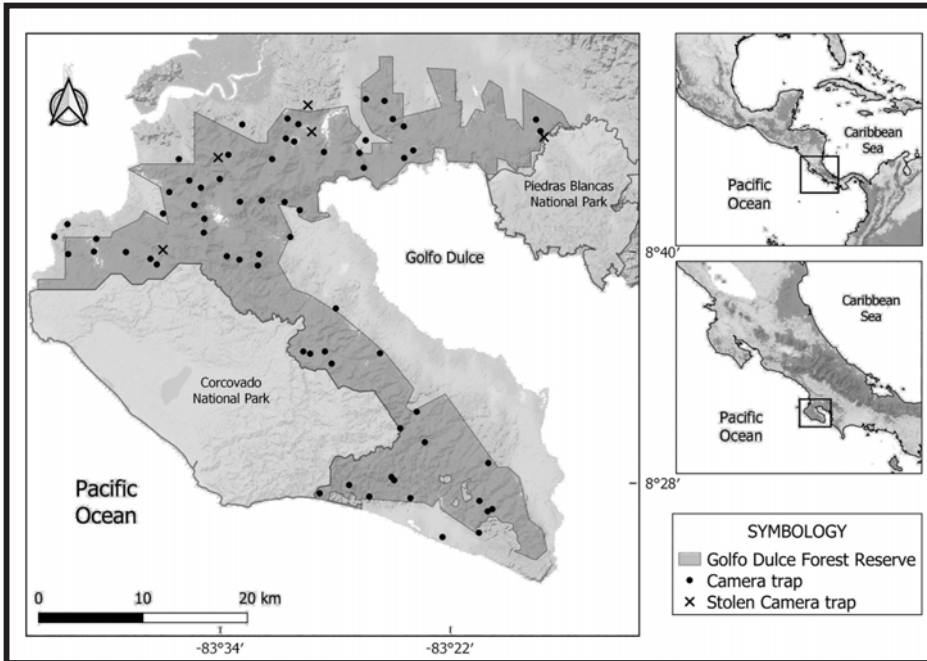 Piedras Blancas
National Park
Golfo Dulce
8°40'
Corcovado
National Park
8°28'
Pacific
Ocean
0 10 20 km
-83°34' -83°22'
Caribbean
Sea
Pacific
Ocean
Caribbean
Sea
Pacific
Ocean
SYMBOLOGY
Golfo Dulce Forest Reserve
Camera trap
Stolen Camera trap